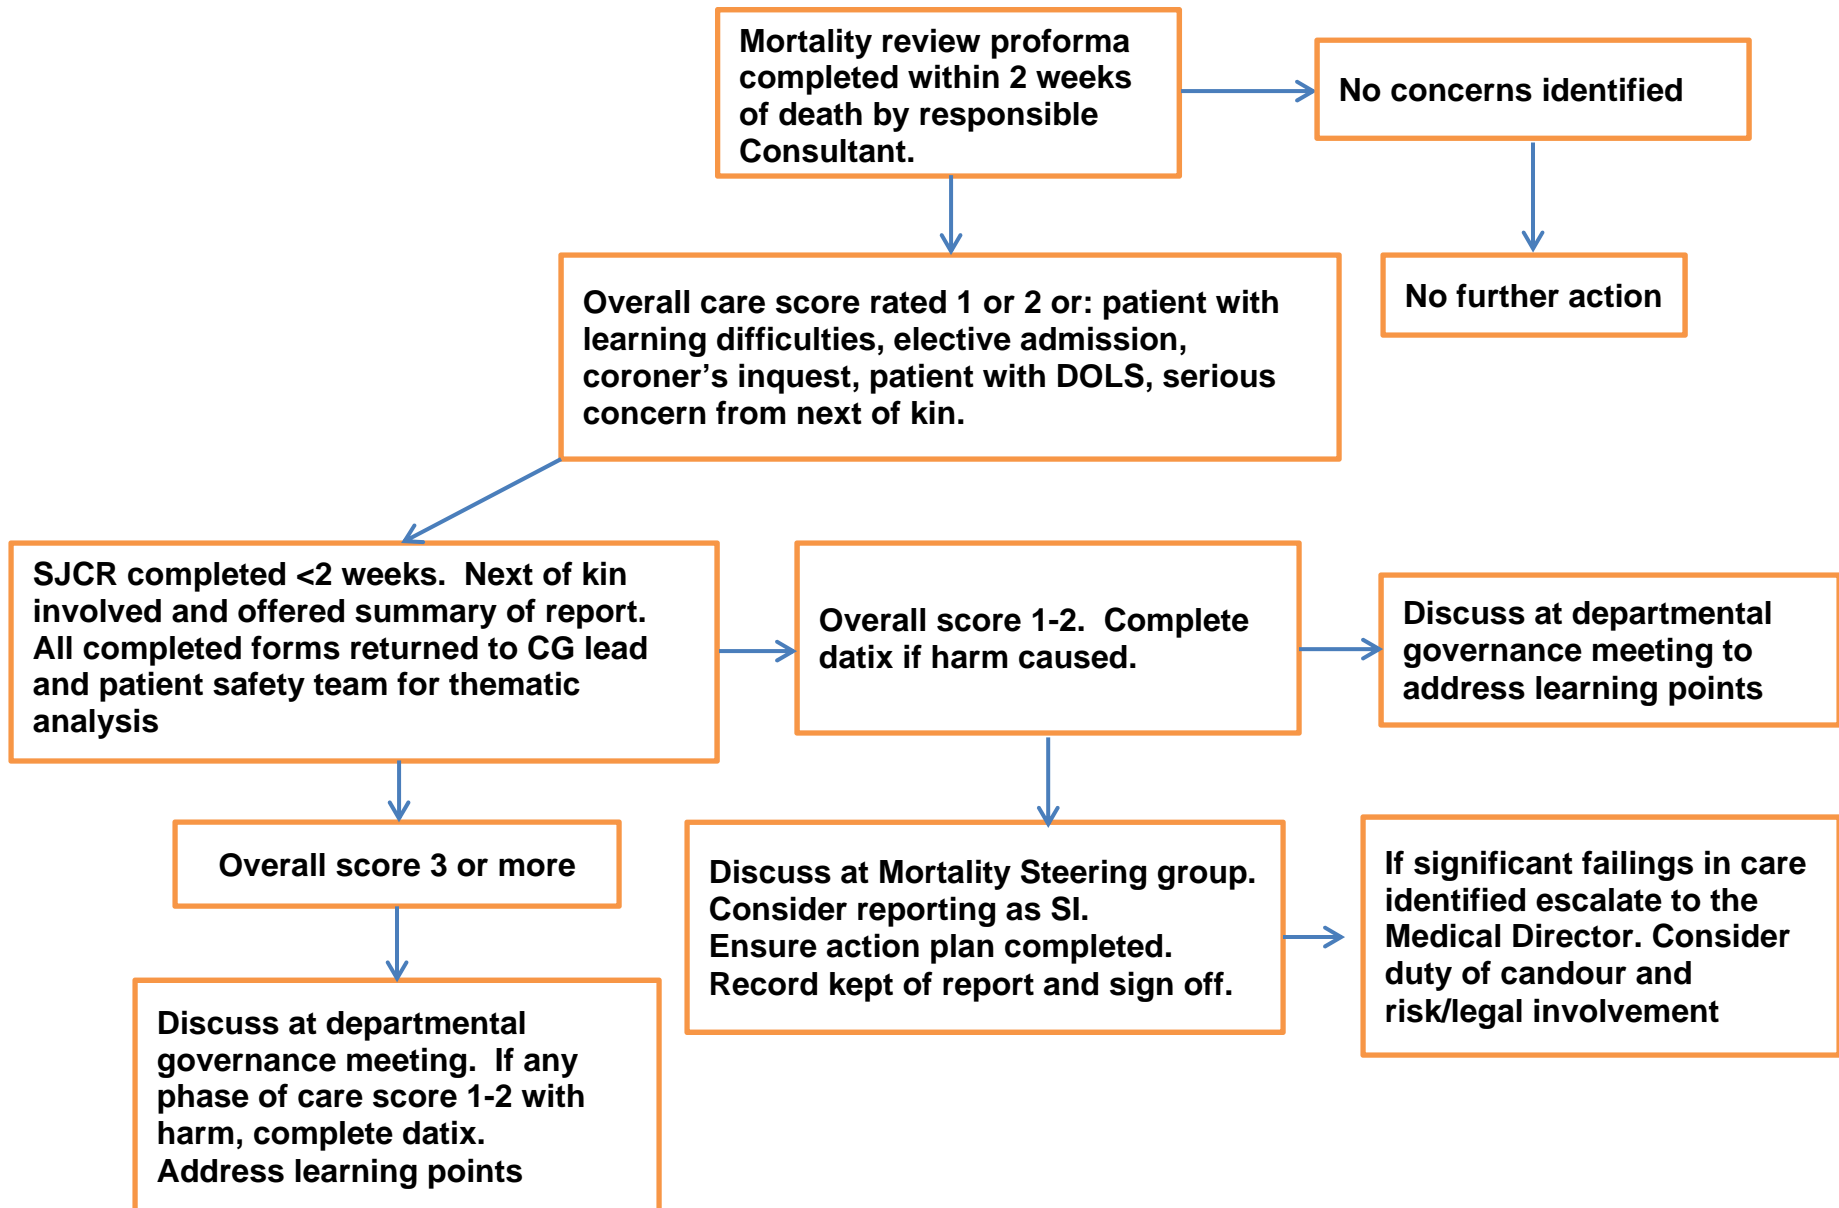 Mortality review proforma
completed within 2 weeks
of death by responsible
Consultant.
No concerns identified
No further action
Overall care score rated 1 or 2 or: patient with
learning difficulties, elective admission,
coroner’s inquest, patient with DOLS, serious
concern from next of kin.
SJCR completed <2 weeks.  Next of kin
involved and offered summary of report.
All completed forms returned to CG lead
and patient safety team for thematic
analysis
Overall score 1-2.  Complete
datix if harm caused.
Discuss at departmental
governance meeting to
address learning points
Overall score 3 or more
Discuss at Mortality Steering group.
Consider reporting as SI.
Ensure action plan completed.
Record kept of report and sign off.
If significant failings in care
identified escalate to the
Medical Director. Consider
duty of candour and
risk/legal involvement
Discuss at departmental
governance meeting.  If any
phase of care score 1-2 with
harm, complete datix.
Address learning points